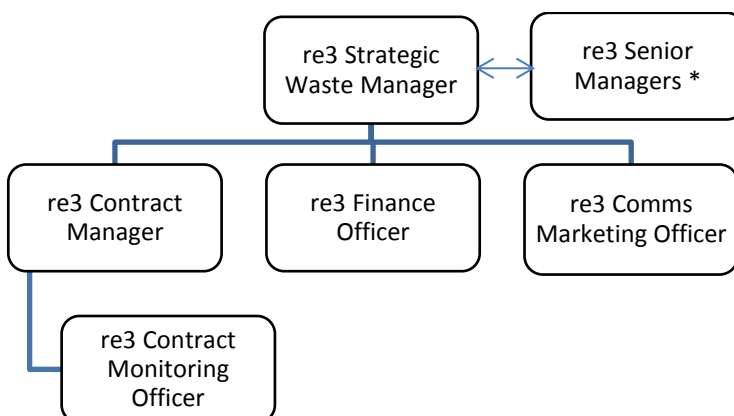 re3 Strategic
Waste Manager
re3 Senior
Managers *
re3 Contract
Manager
re3 Finance
Officer
re3 Comms
Marketing Officer
re3 Contract
Monitoring
Officer